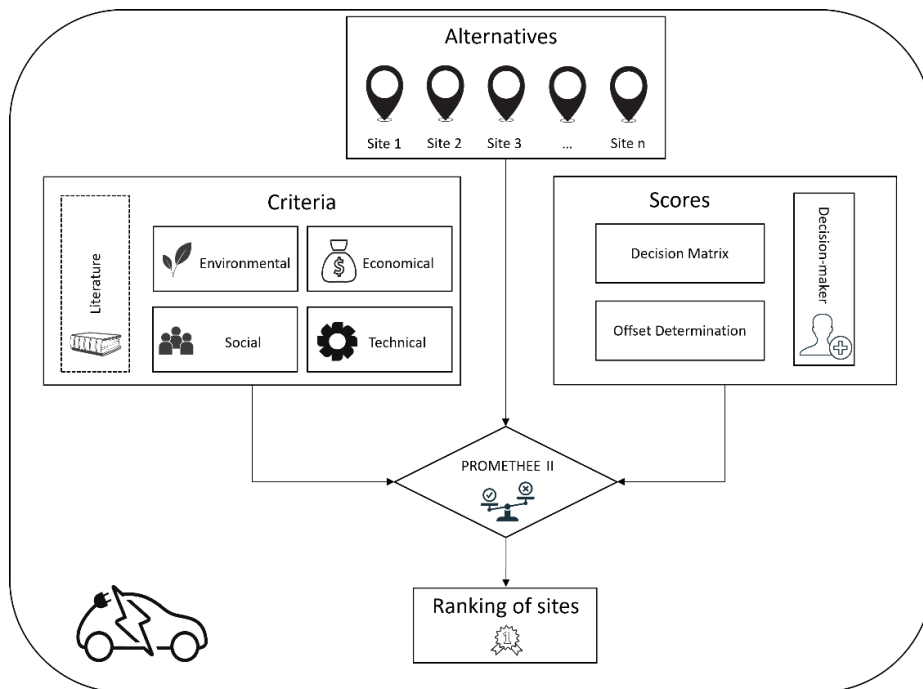 Alternatives
Site 1 Site 2 Site 3 ... Site n
Criteria
Literature
Environmental
$
Economical
Social
Technical
Scores
Decision Matrix
Offset Determination
Decision-maker
PROMETHEE II
Ranking of sites
1